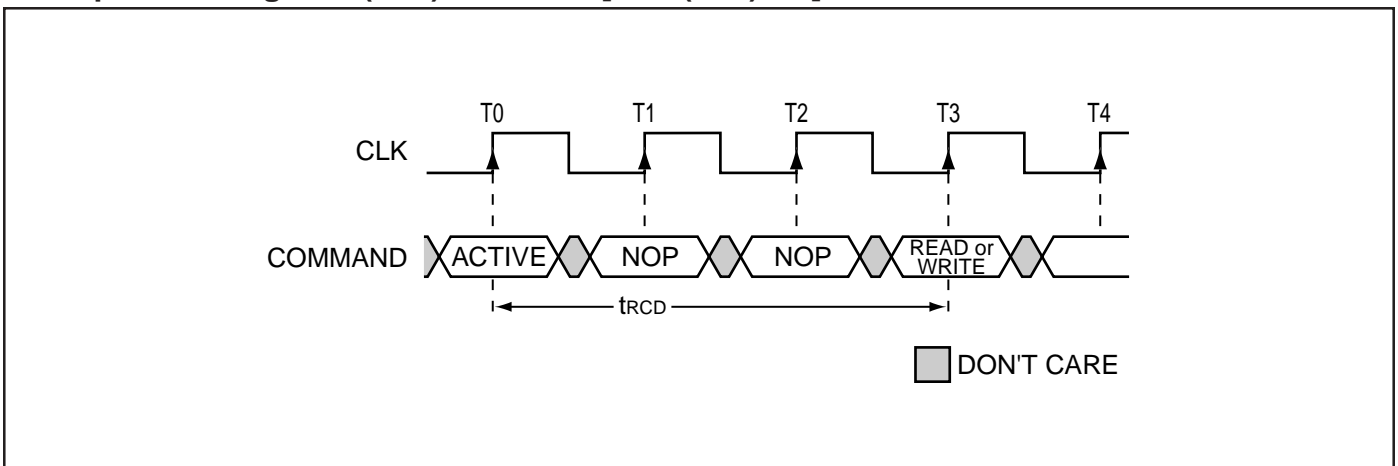 T0 T1 T2 T3 T4
CLK
COMMAND ACTIVE NOP NOP READ or
WRITE
tRCD
DON'T CARE